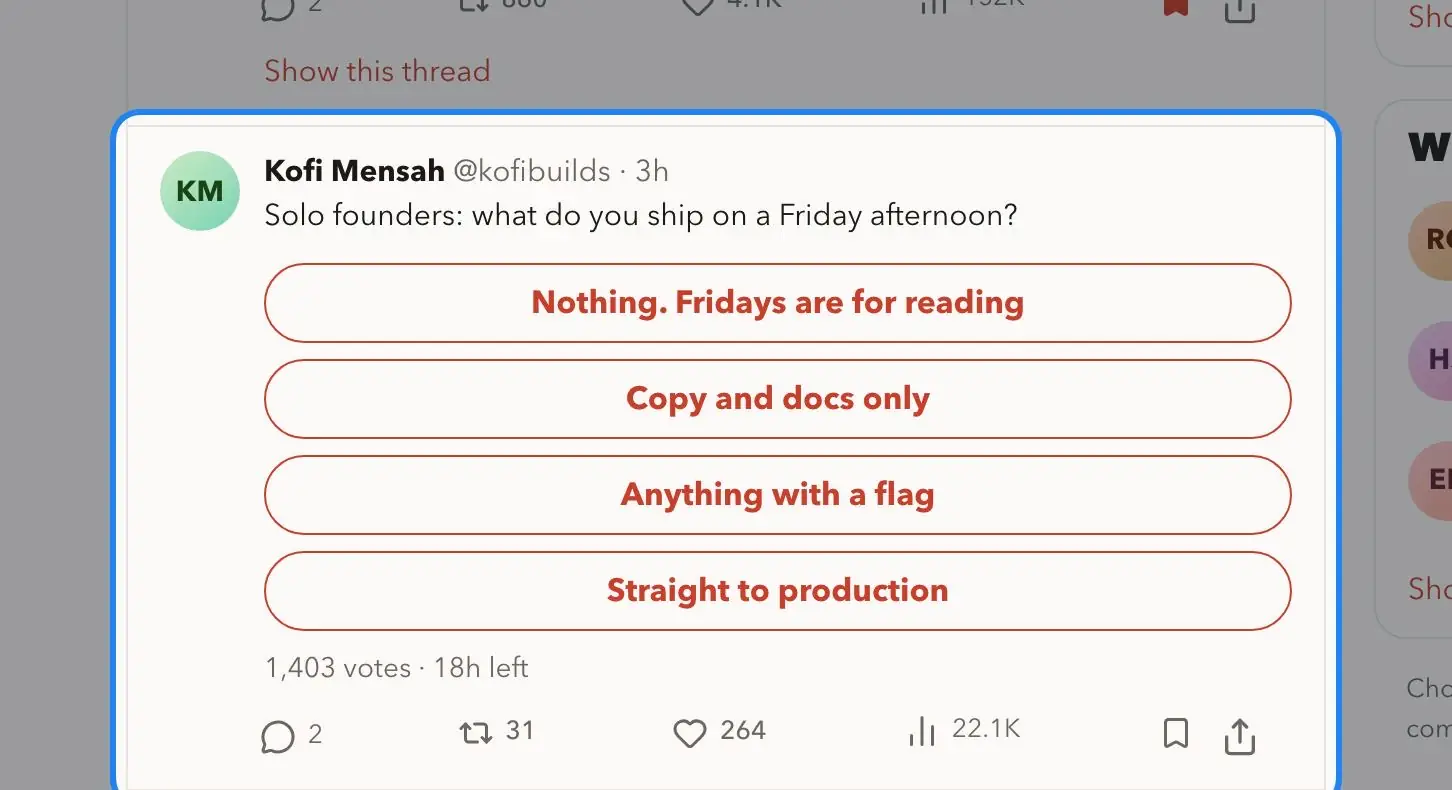 2
Show this thread
KM
Kofi Mensah @kofibuilds · 3h
Solo founders: what do you ship on a Friday afternoon?
Nothing. Fridays are for reading
Copy and docs only
Anything with a flag
Straight to production
1,403 votes · 18h left
2 31 264 22.1K